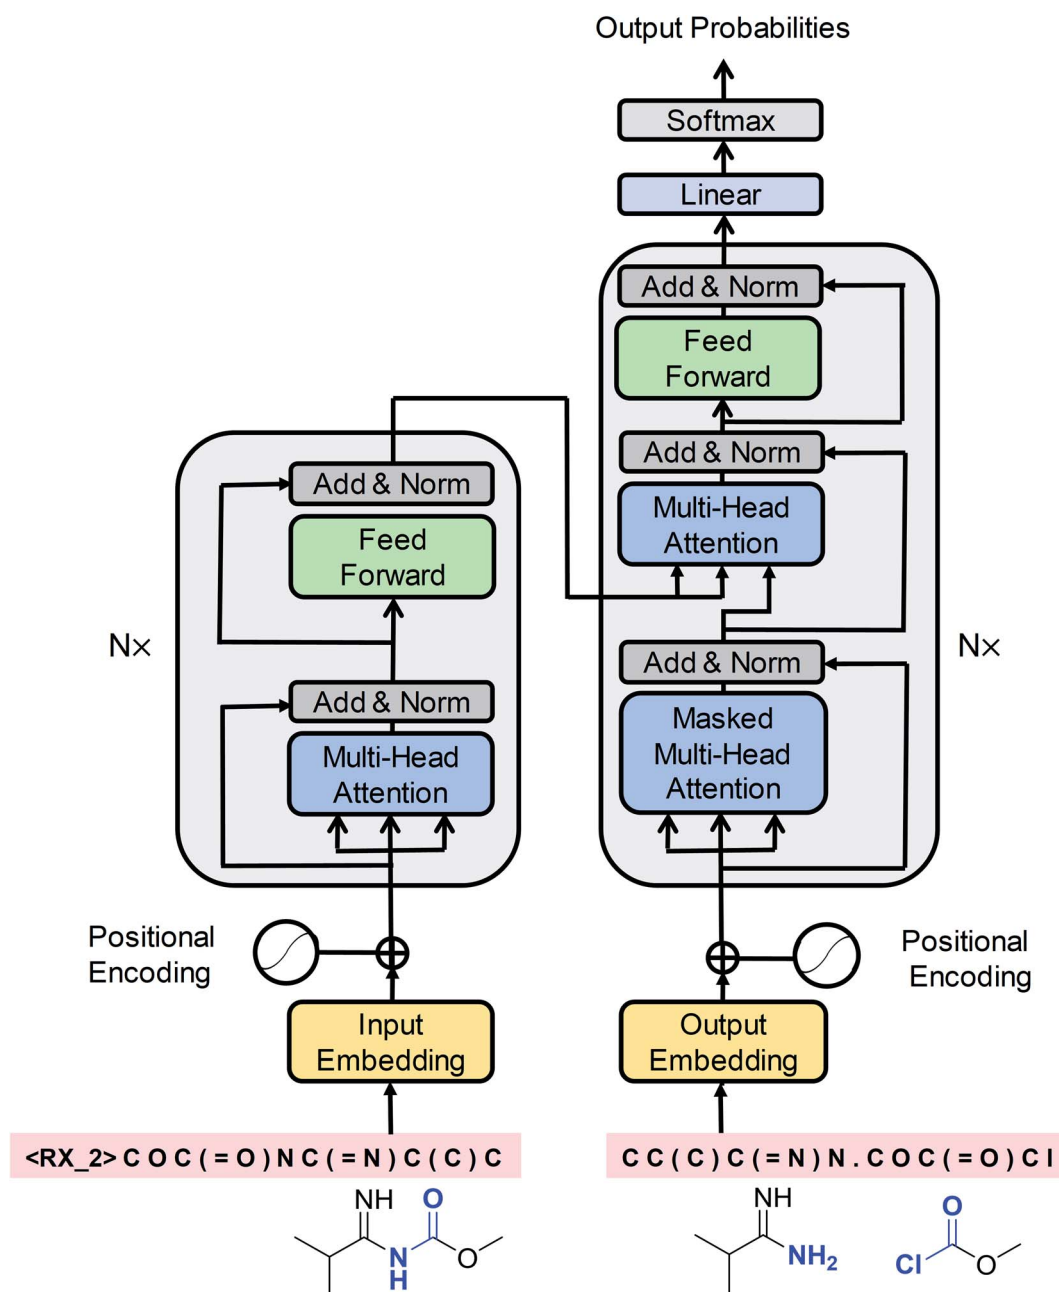 Output Probabilities
Softmax
Linear
Add & Norm
Feed
Forward
Add & Norm
Multi-Head
Attention
Add & Norm
Masked
Multi-Head
Attention
N×
Add & Norm
Feed
Forward
Add & Norm
Multi-Head
Attention
N×
Positional
Encoding
Positional
Encoding
Input
Embedding
Output
Embedding
<RX_2> C O C ( = O ) N C ( = N ) C ( C ) C
C C ( C ) C ( = N ) N . C O C ( = O ) Cl
NH
O
N
H
O
NH
NH2
O
Cl
O